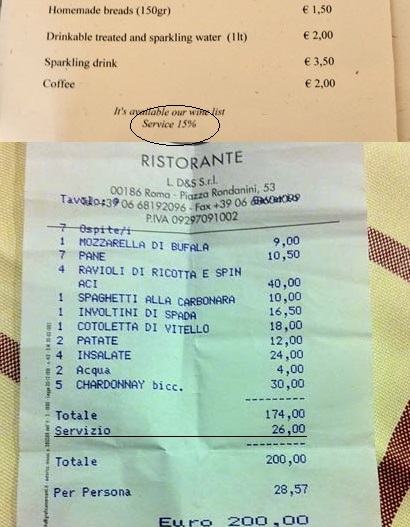 Homemade breads (150gr) € 1,50
Drinkable treated and sparkling water (1lt) € 2,00
Sparkling drink € 3,50
Coffee € 2,00
It's available our wine list
Service 15%
RISTORANTE
L. D&S S.r.l.
00186 Roma - Piazza Rondanini, 53
Tavolo: +39 06 68192096 - Fax +39 06
P.IVA 09297091002
7 Ospite/i
1 MOZZARELLA DI BUFALA 9,00
7 PANE 10,50
4 RAVIOLI DI RICOTTA E SPIN
ACI 40,00
1 SPAGHETTI ALLA CARBONARA 10,00
1 INVOLTINI DI SPADA 16,50
1 COTOLETTA DI VITELLO 18,00
2 PATATE 12,00
4 INSALATE 24,00
2 Acqua 4,00
5 CHARDONNAY bicc. 30,00
---------
Totale 174,00
Servizio 26,00
---------
Totale 200,00
Per Persona 28,57
Euro 200,00